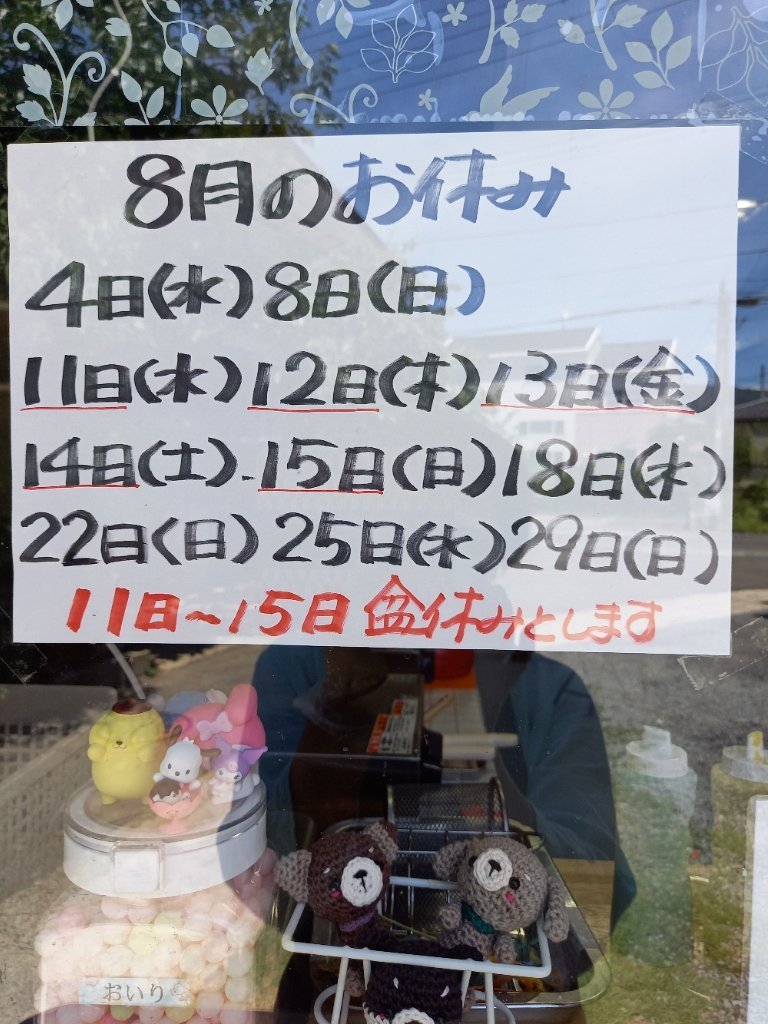 8月のお休み
4日(水)8日(日)
11日(水)12日(木)13日(金)
14日(土).15日(日)18日(水)
22日(日)25日(水)29日(日)
11日~15日盆休みとします
おいり